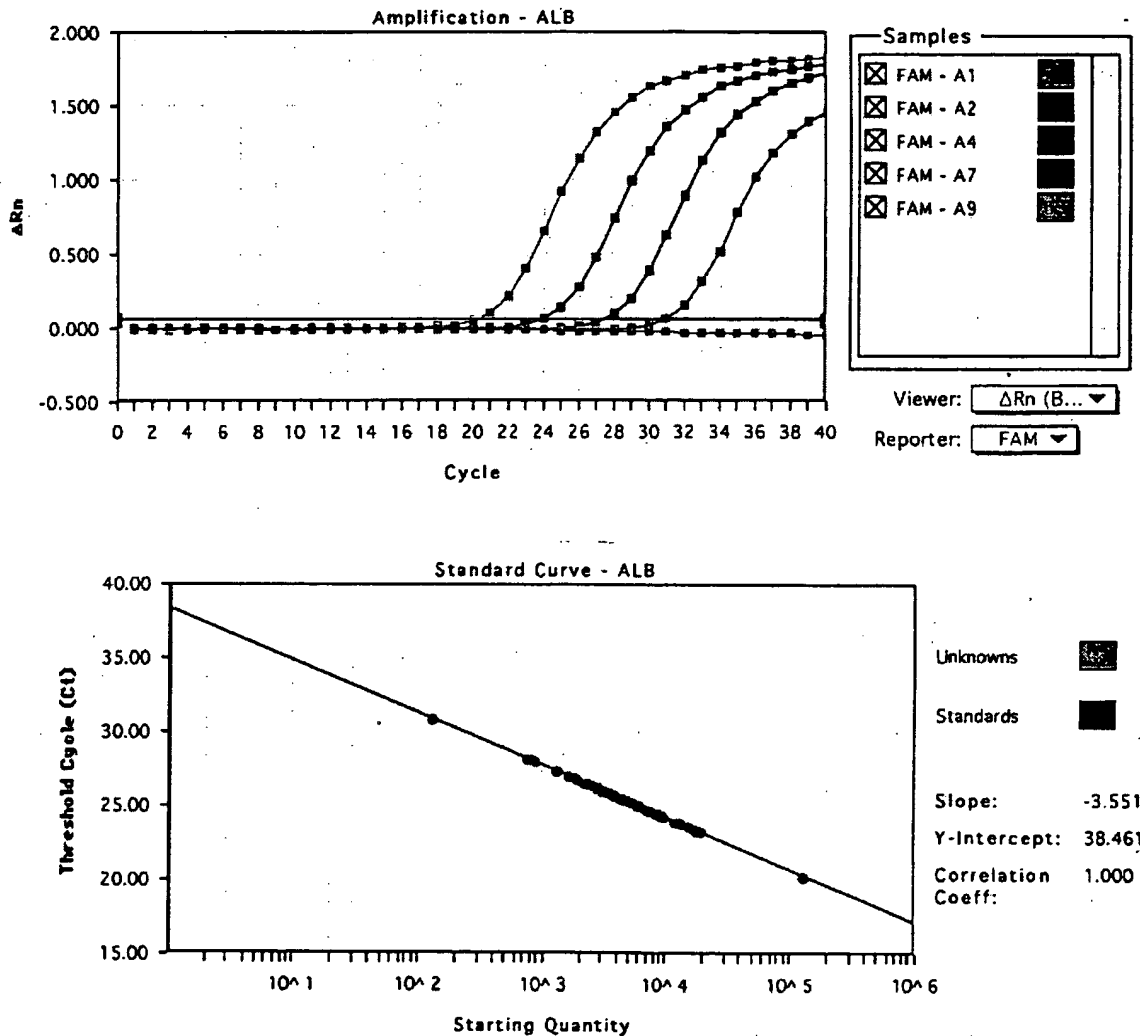 Amplification - ALB
2.000
1.500
1.000
0.500
0.000
-0.500
ΔRn
0 2 4 6 8 10 12 14 16 18 20 22 24 26 28 30 32 34 36 38 40
Cycle
Samples
FAM - A1
FAM - A2
FAM - A4
FAM - A7
FAM - A9
Viewer: ΔRn (B... ▼
Reporter: FAM ▼
Standard Curve - ALB
40.00
35.00
30.00
25.00
20.00
15.00
Threshold Cycle (Ct)
10^1 10^2 10^3 10^4 10^5 10^6
Starting Quantity
Unknowns
Standards
Slope: -3.551
Y-Intercept: 38.461
Correlation 1.000
Coeff: